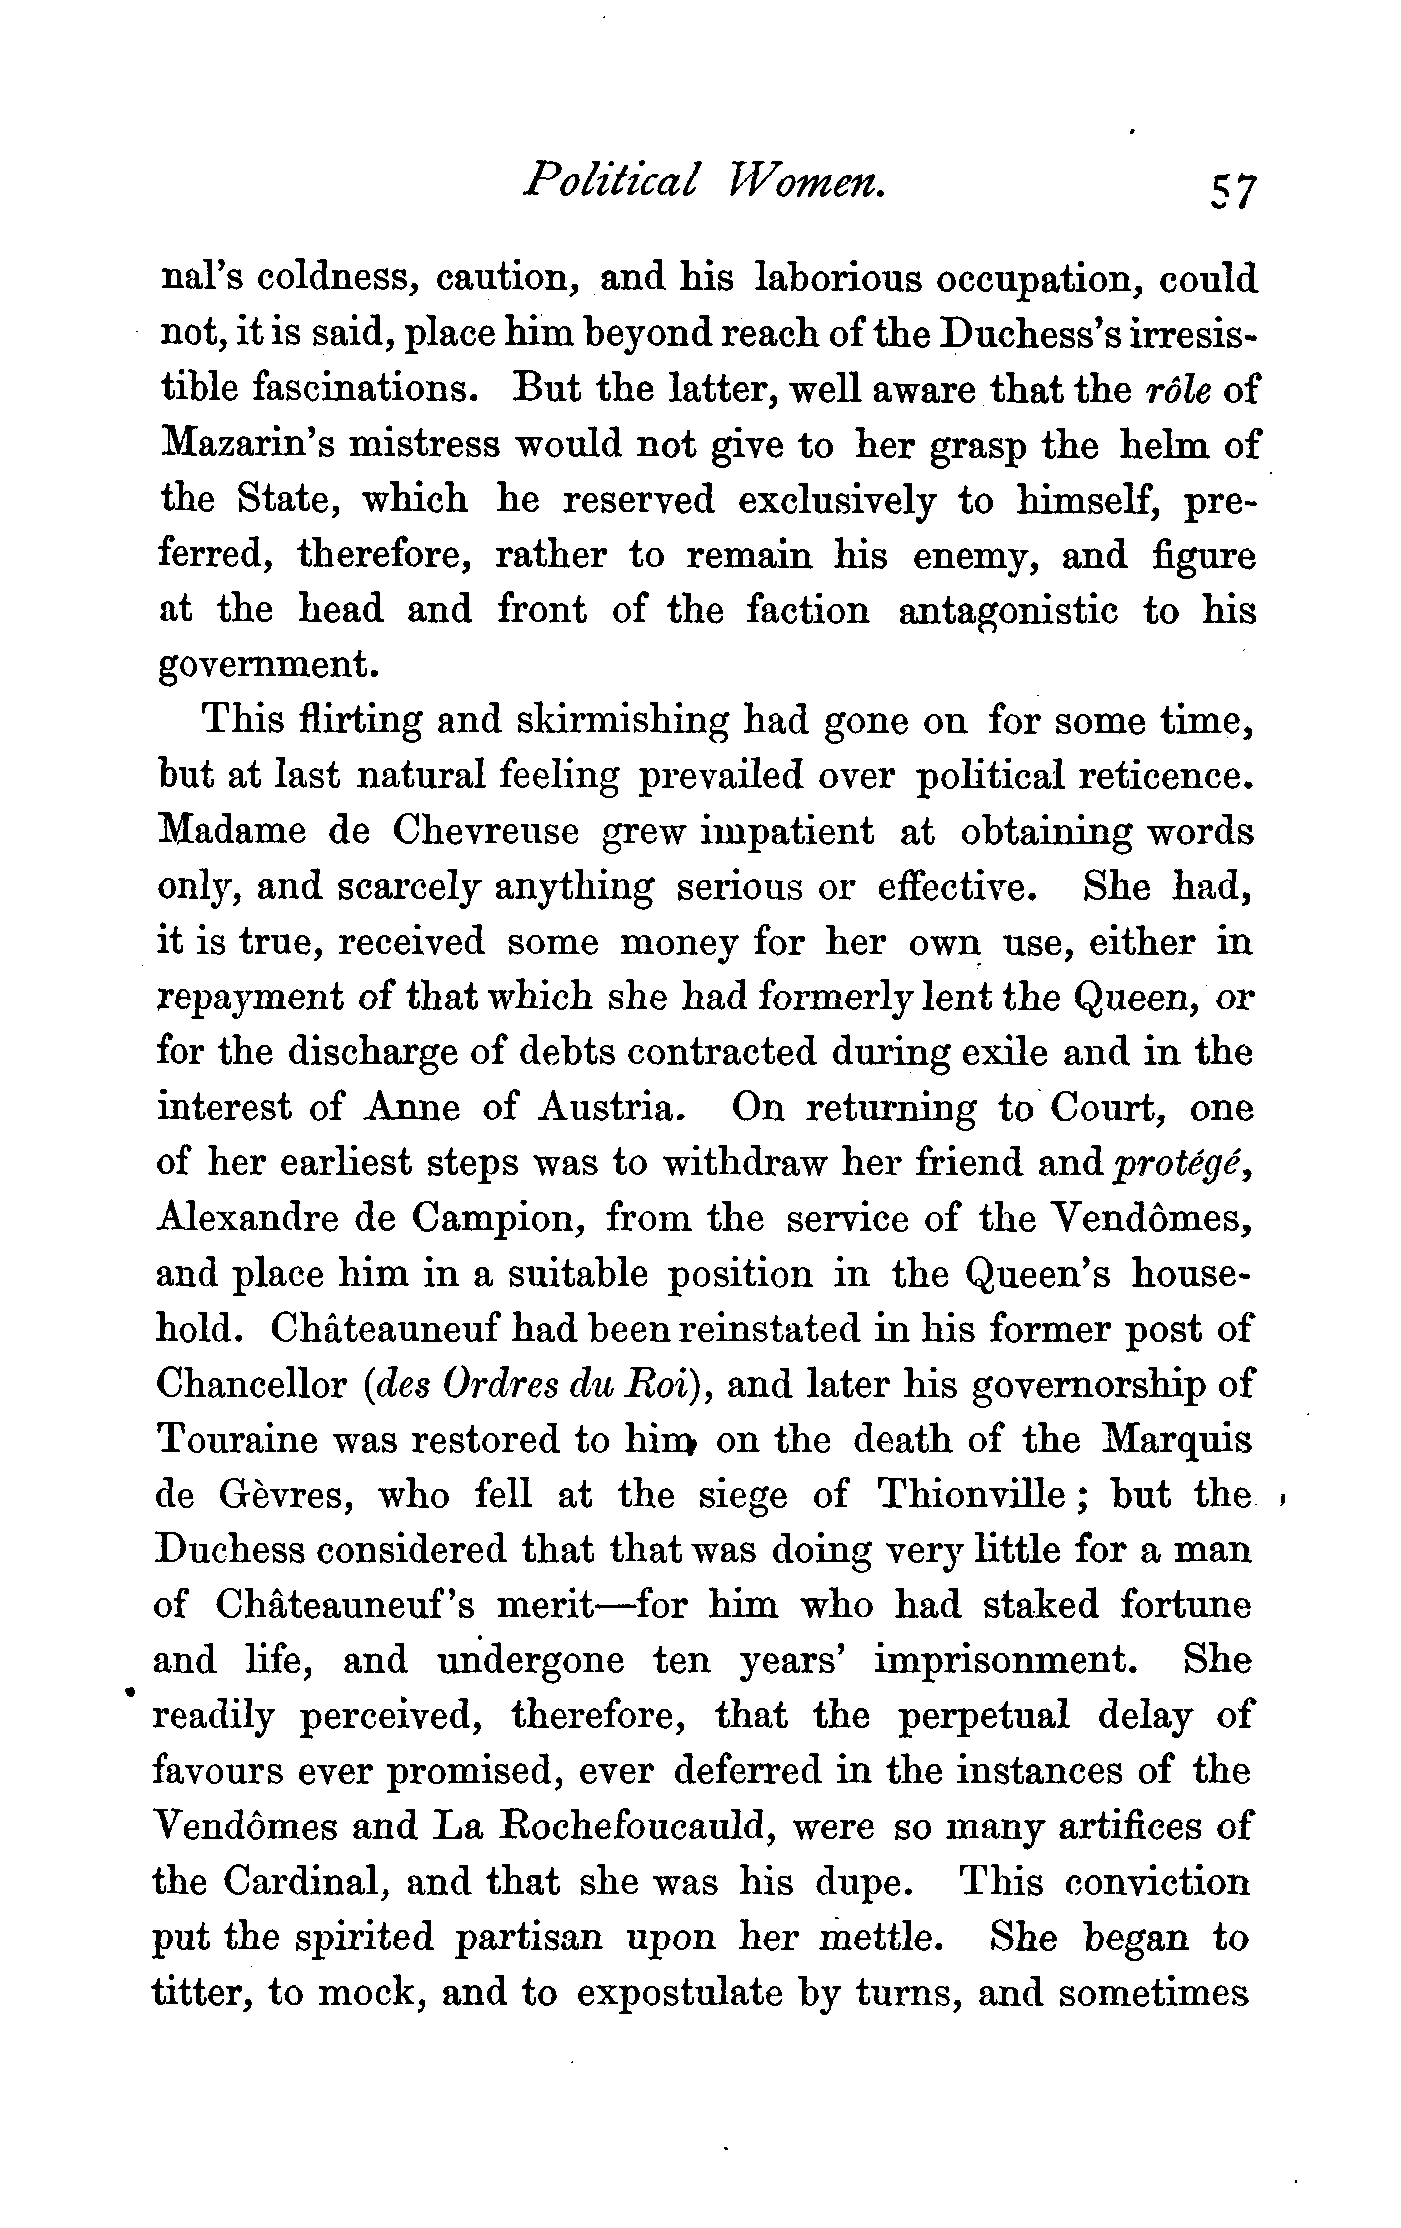 Political Women. 57
nal's coldness, caution, and his laborious occupation, could
not, it is said, place him beyond reach of the Duchess's irresis-
tible fascinations. But the latter, well aware that the rôle of
Mazarin's mistress would not give to her grasp the helm of
the State, which he reserved exclusively to himself, pre-
ferred, therefore, rather to remain his enemy, and figure
at the head and front of the faction antagonistic to his
government.
This flirting and skirmishing had gone on for some time,
but at last natural feeling prevailed over political reticence.
Madame de Chevreuse grew impatient at obtaining words
only, and scarcely anything serious or effective. She had,
it is true, received some money for her own use, either in
repayment of that which she had formerly lent the Queen, or
for the discharge of debts contracted during exile and in the
interest of Anne of Austria. On returning to Court, one
of her earliest steps was to withdraw her friend and protégé,
Alexandre de Campion, from the service of the Vendômes,
and place him in a suitable position in the Queen's house-
hold. Châteauneuf had been reinstated in his former post of
Chancellor (des Ordres du Roi), and later his governorship of
Touraine was restored to him on the death of the Marquis
de Gèvres, who fell at the siege of Thionville; but the
Duchess considered that that was doing very little for a man
of Châteauneuf's merit—for him who had staked fortune
and life, and undergone ten years' imprisonment. She
readily perceived, therefore, that the perpetual delay of
favours ever promised, ever deferred in the instances of the
Vendômes and La Rochefoucauld, were so many artifices of
the Cardinal, and that she was his dupe. This conviction
put the spirited partisan upon her mettle. She began to
titter, to mock, and to expostulate by turns, and sometimes